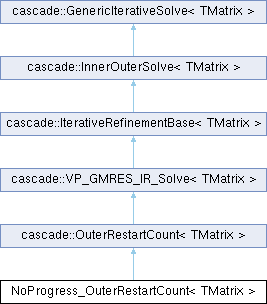 cascade::GenericIterativeSolve< TMatrix >
cascade::InnerOuterSolve< TMatrix >
cascade::IterativeRefinementBase< TMatrix >
cascade::VP_GMRES_IR_Solve< TMatrix >
cascade::OuterRestartCount< TMatrix >
NoProgress_OuterRestartCount< TMatrix >